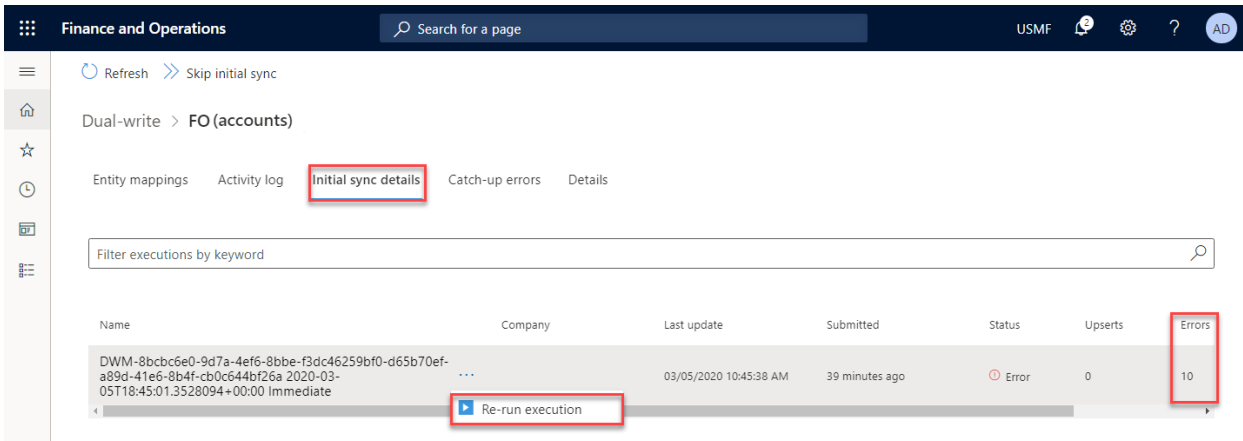 Finance and Operations
Search for a page
USMF
2
?
AD
Refresh
Skip initial sync
Dual-write > FO (accounts)
Entity mappings Activity log Initial sync details Catch-up errors Details
Filter executions by keyword
Name Company Last update Submitted Status Upserts Errors
DWM-8bcbc6e0-9d7a-4ef6-8bbe-f3dc46259bf0-d65b70ef-
a89d-41e6-8b4f-cb0c644bf26a 2020-03-
05T18:45:01.3528094+00:00 Immediate
...
03/05/2020 10:45:38 AM 39 minutes ago Error 0 10
Re-run execution